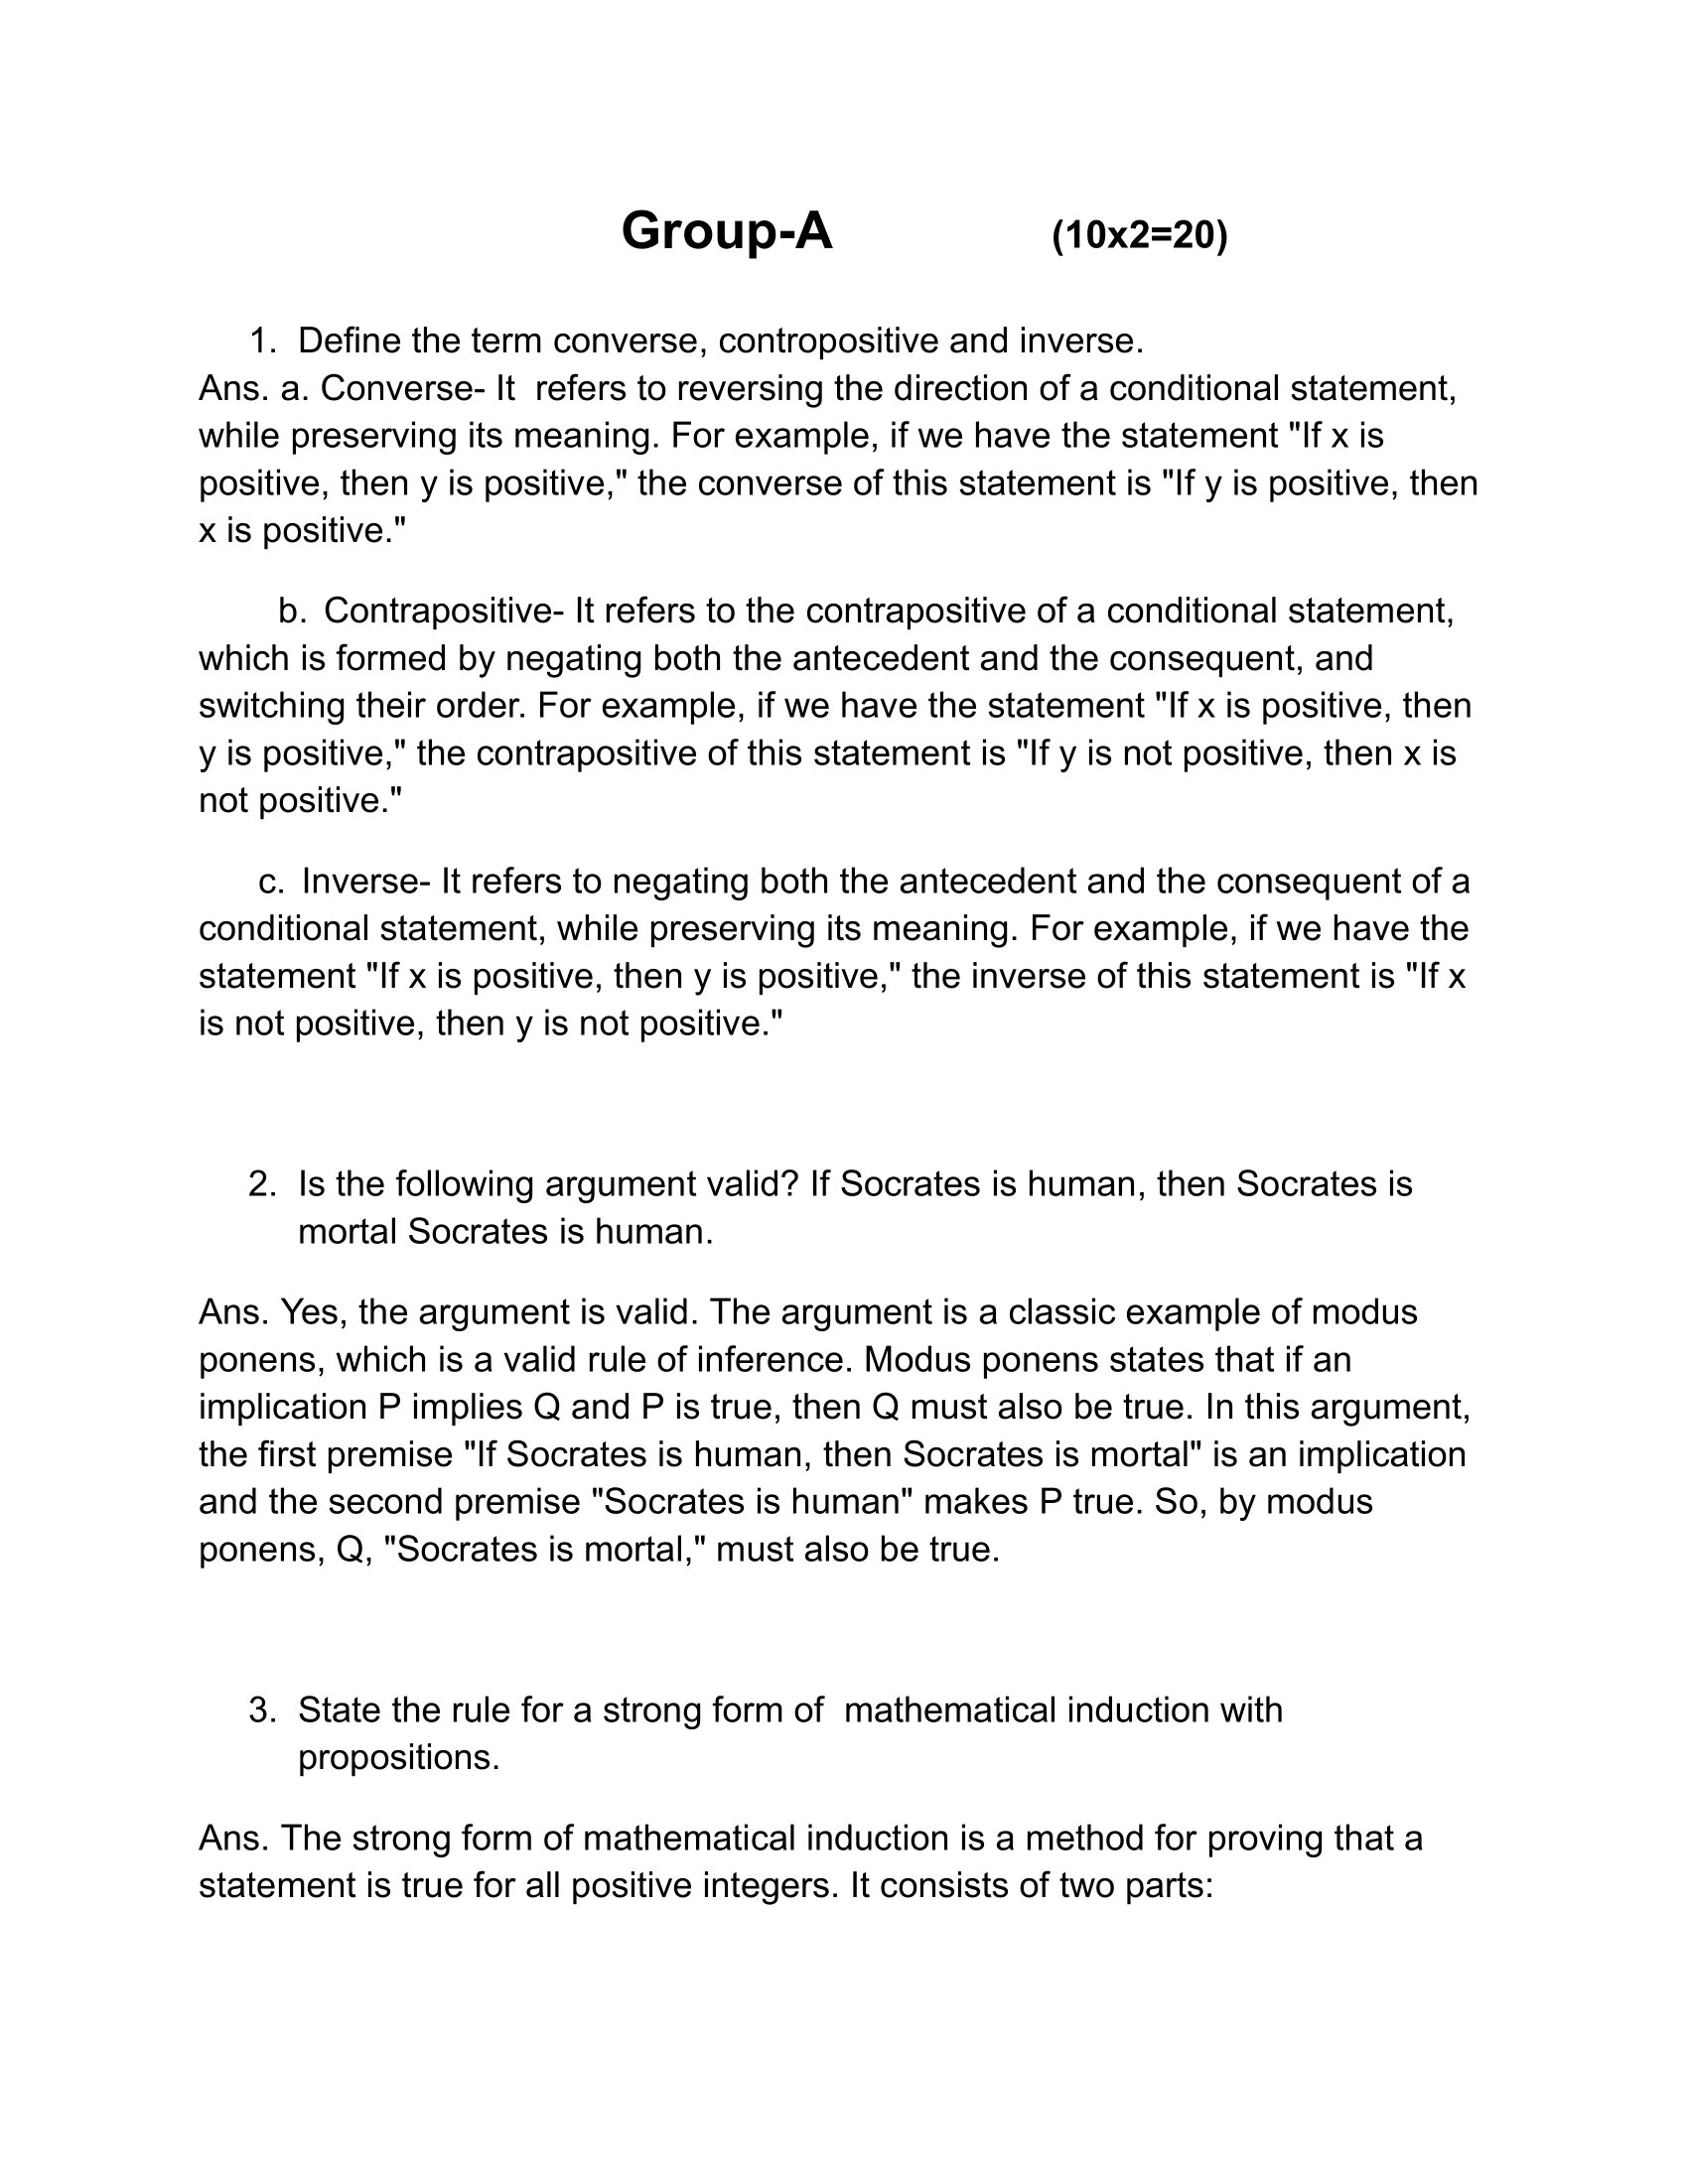 Group-A (10x2=20)
1. Define the term converse, contropositive and inverse.
Ans. a. Converse- It  refers to reversing the direction of a conditional statement,
while preserving its meaning. For example, if we have the statement "If x is
positive, then y is positive," the converse of this statement is "If y is positive, then
x is positive."
b. Contrapositive- It refers to the contrapositive of a conditional statement,
which is formed by negating both the antecedent and the consequent, and
switching their order. For example, if we have the statement "If x is positive, then
y is positive," the contrapositive of this statement is "If y is not positive, then x is
not positive."
c. Inverse- It refers to negating both the antecedent and the consequent of a
conditional statement, while preserving its meaning. For example, if we have the
statement "If x is positive, then y is positive," the inverse of this statement is "If x
is not positive, then y is not positive."
2. Is the following argument valid? If Socrates is human, then Socrates is
mortal Socrates is human.
Ans. Yes, the argument is valid. The argument is a classic example of modus
ponens, which is a valid rule of inference. Modus ponens states that if an
implication P implies Q and P is true, then Q must also be true. In this argument,
the first premise "If Socrates is human, then Socrates is mortal" is an implication
and the second premise "Socrates is human" makes P true. So, by modus
ponens, Q, "Socrates is mortal," must also be true.
3. State the rule for a strong form of  mathematical induction with
propositions.
Ans. The strong form of mathematical induction is a method for proving that a
statement is true for all positive integers. It consists of two parts: